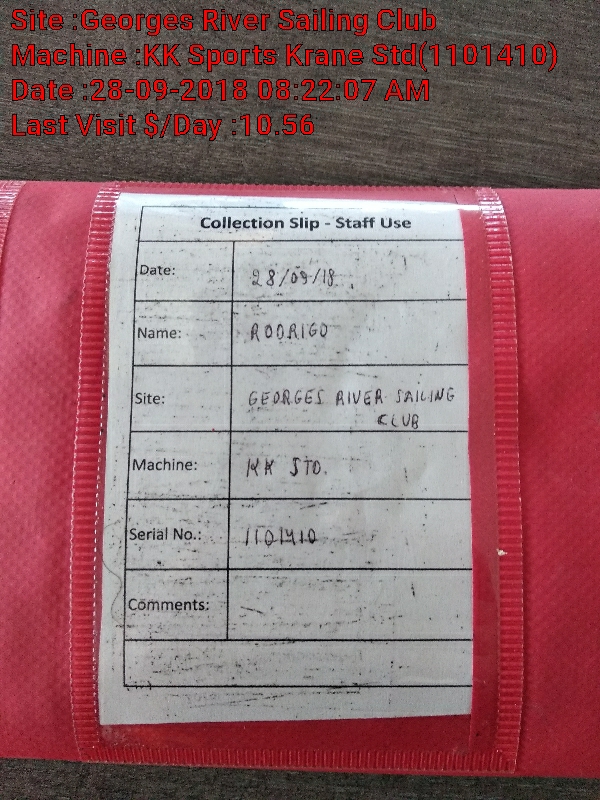 Site :Georges River Sailing Club
Machine :KK Sports Krane Std(1101410)
Date :28-09-2018 08:22:07 AM
Last Visit $/Day :10.56
Collection Slip - Staff Use
Date: 28/09/18
Name: RODRIGO
Site: GEORGES RIVER SAILING
CLUB
Machine: KK STD.
Serial No.: 1101410
Comments: